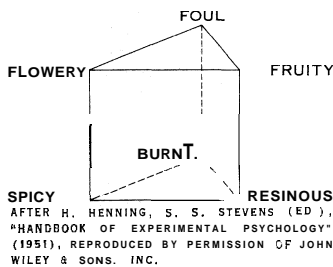 FOUL
FLOWERY FRUITY
BURNT.
SPICY RESINOUS
AFTER H. HENNING, S. S. STEVENS (ED),
"HANDBOOK OF EXPERIMENTAL PSYCHOLOGY"
(1951), REPRODUCED BY PERMISSION OF JOHN
WILEY & SONS. INC.